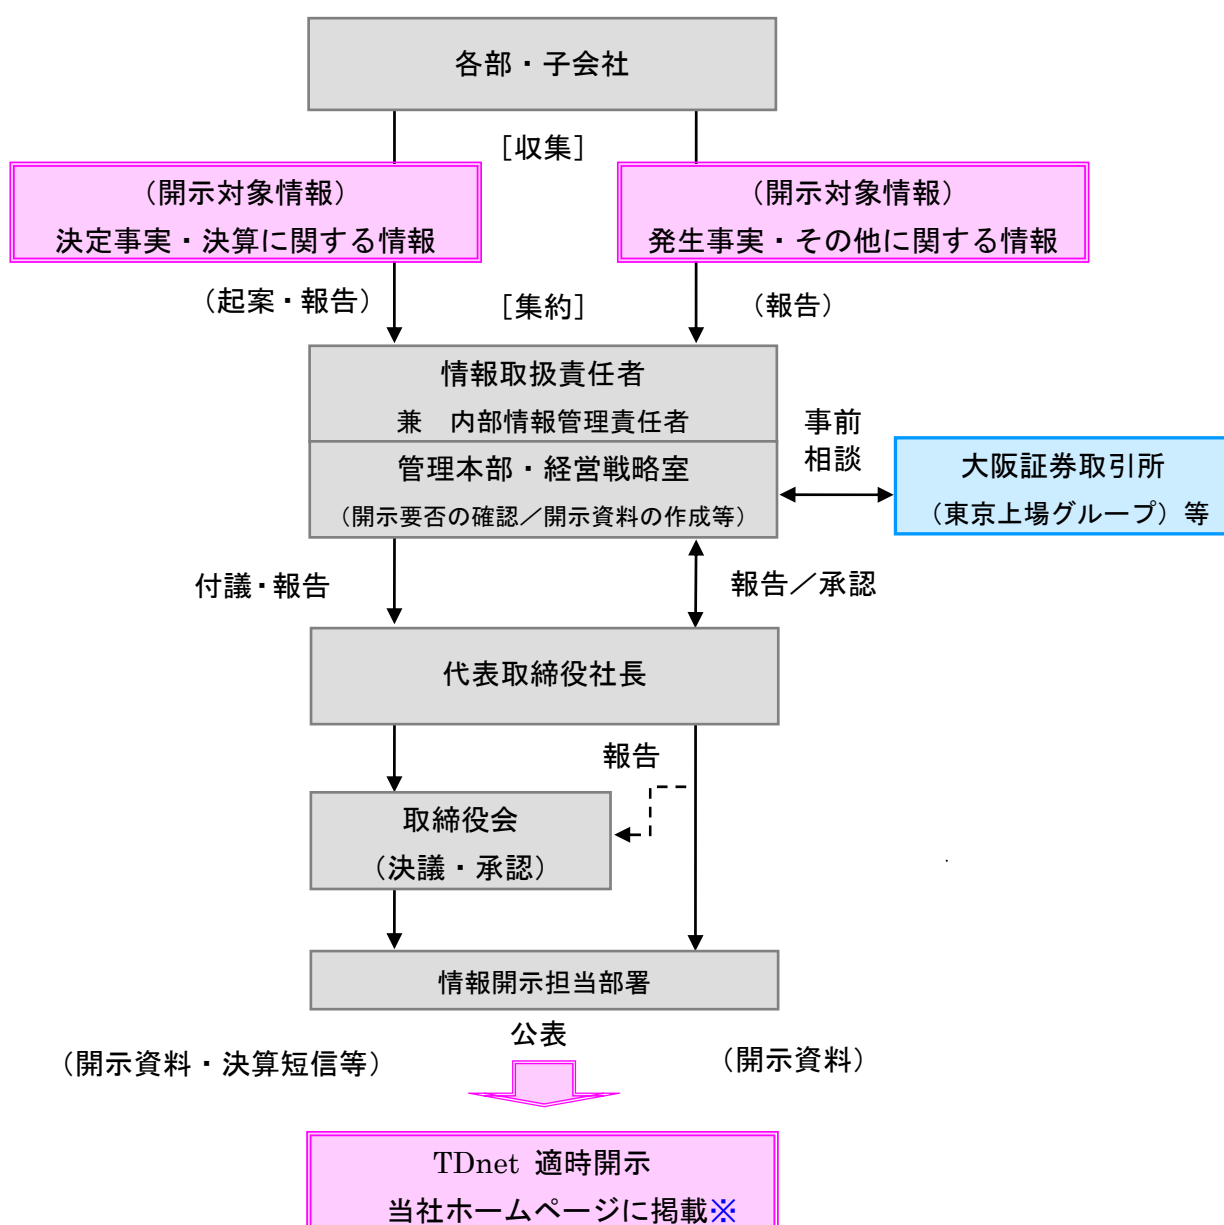 各部・子会社
［収集］
（開示対象情報）
決定事実・決算に関する情報
（開示対象情報）
発生事実・その他に関する情報
（起案・報告）
［集約］
（報告）
情報取扱責任者
兼　内部情報管理責任者
管理本部・経営戦略室
（開示要否の確認／開示資料の作成等）
事前
相談
大阪証券取引所
（東京上場グループ）等
付議・報告
報告／承認
代表取締役社長
報告
取締役会
（決議・承認）
情報開示担当部署
公表
（開示資料・決算短信等）
（開示資料）
TDnet 適時開示
当社ホームページに掲載※